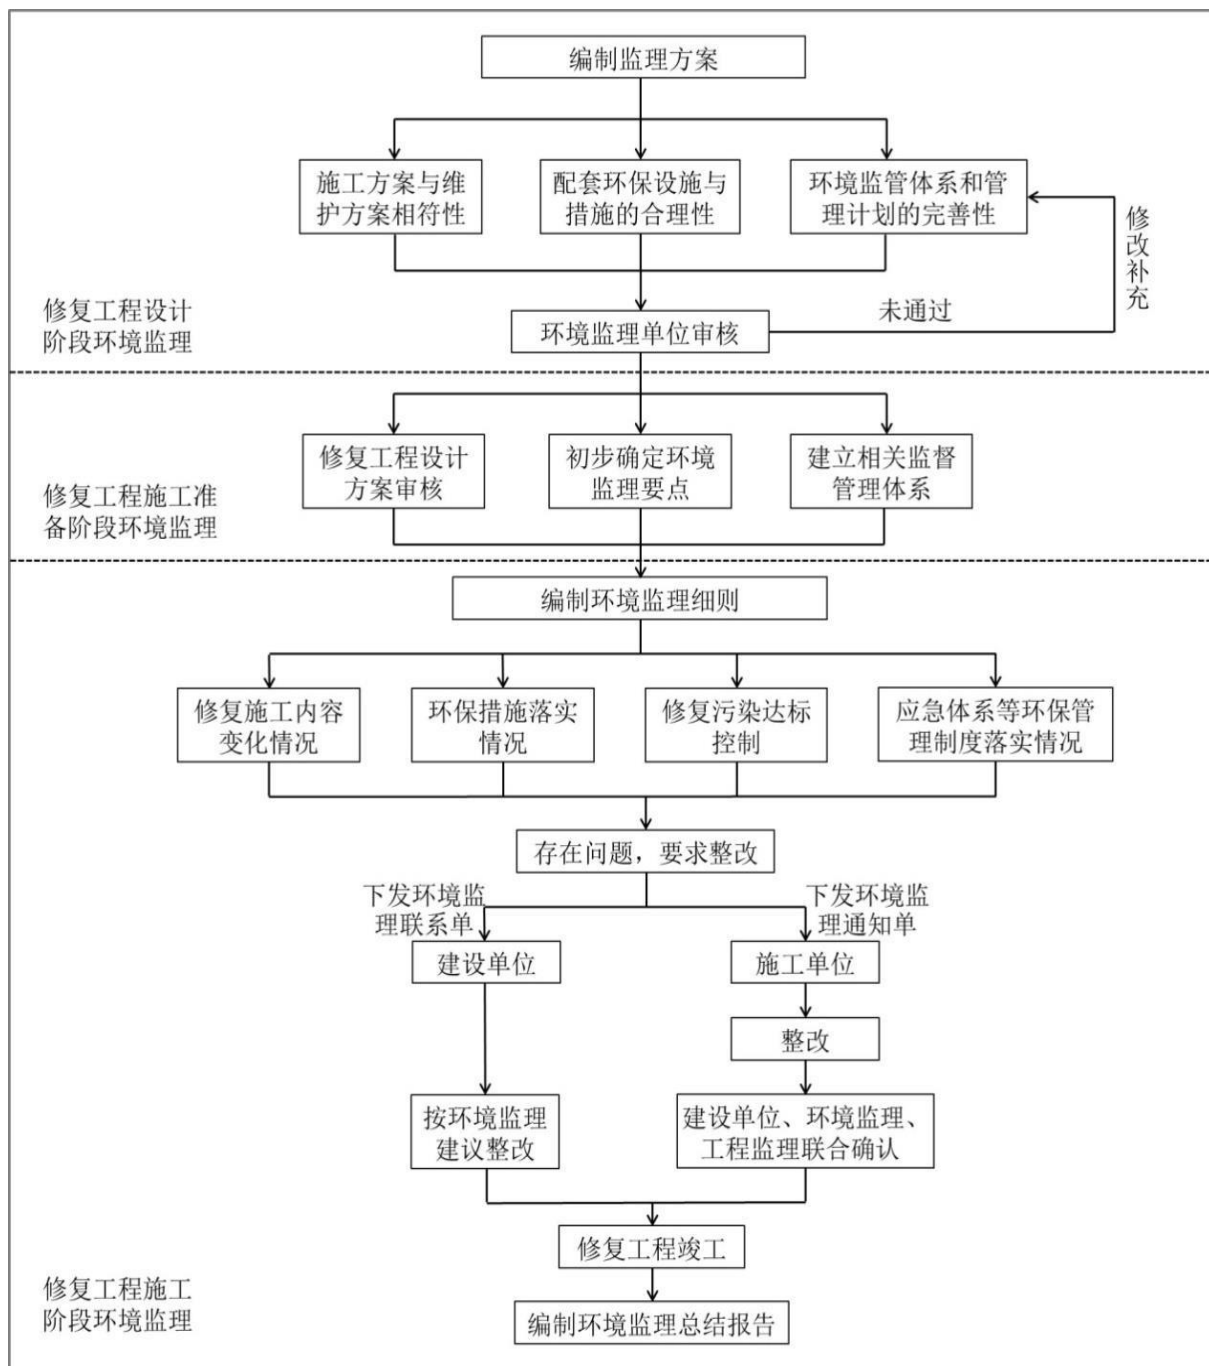 编制监理方案
施工方案与维
护方案相符性
配套环保设施与
措施的合理性
环境监管体系和管
理计划的完善性
修改补充
未通过
环境监理单位审核
修复工程设计
阶段环境监理
修复工程设计
方案审核
初步确定环境
监理要点
建立相关监督
管理体系
修复工程施工准
备阶段环境监理
编制环境监理细则
修复施工内容
变化情况
环保措施落实
情况
修复污染达标
控制
应急体系等环保管
理制度落实情况
存在问题，要求整改
下发环境监
理联系单
下发环境监
理通知单
建设单位
施工单位
整改
按环境监理
建议整改
建设单位、环境监理、
工程监理联合确认
修复工程竣工
编制环境监理总结报告
修复工程施工
阶段环境监理